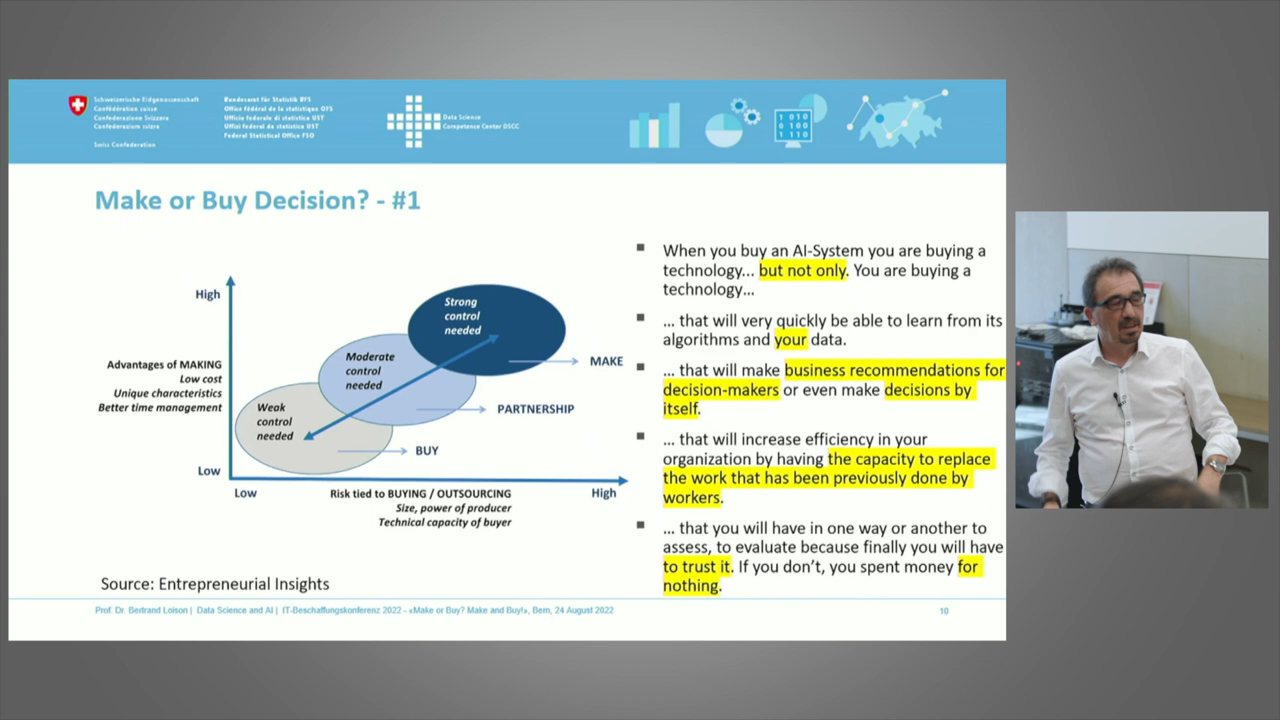 Schweizerische Eidgenossenschaft
Confédération suisse
Confederazione Svizzera
Confederaziun svizra
Swiss Confederation
Bundesamt für Statistik BFS
Office fédéral de la statistique OFS
Ufficio federale di statistica UST
Uffizi federal da statistica UST
Federal Statistical Office FSO
Data Science
Competence Center DSCC
1 010
0 100
1 110
Make or Buy Decision? - #1
High
Strong
control
needed
Moderate
control
needed
Weak
control
needed
MAKE
PARTNERSHIP
BUY
Advantages of MAKING
Low cost
Unique characteristics
Better time management
Low
Low
Risk tied to BUYING / OUTSOURCING
High
Size, power of producer
Technical capacity of buyer
Source: Entrepreneurial Insights
When you buy an AI-System you are buying a
technology... but not only. You are buying a
technology...
... that will very quickly be able to learn from its
algorithms and your data.
... that will make business recommendations for
decision-makers or even make decisions by
itself.
... that will increase efficiency in your
organization by having the capacity to replace
the work that has been previously done by
workers.
... that you will have in one way or another to
assess, to evaluate because finally you will have
to trust it. If you don't, you spent money for
nothing.
Prof. Dr. Bertrand Loison | Data Science and AI | IT-Beschaffungskonferenz 2022 - «Make or Buy? Make and Buy!», Bern, 24 August 2022
10